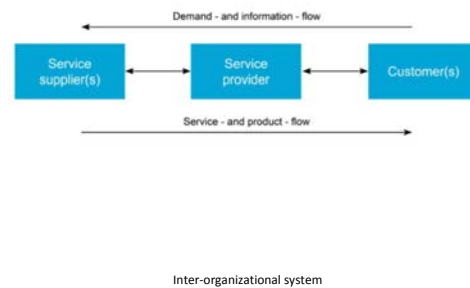 Demand - and information - flow
Service
supplier(s)
Service
provider
Customer(s)
Service - and product - flow
Inter-organizational system